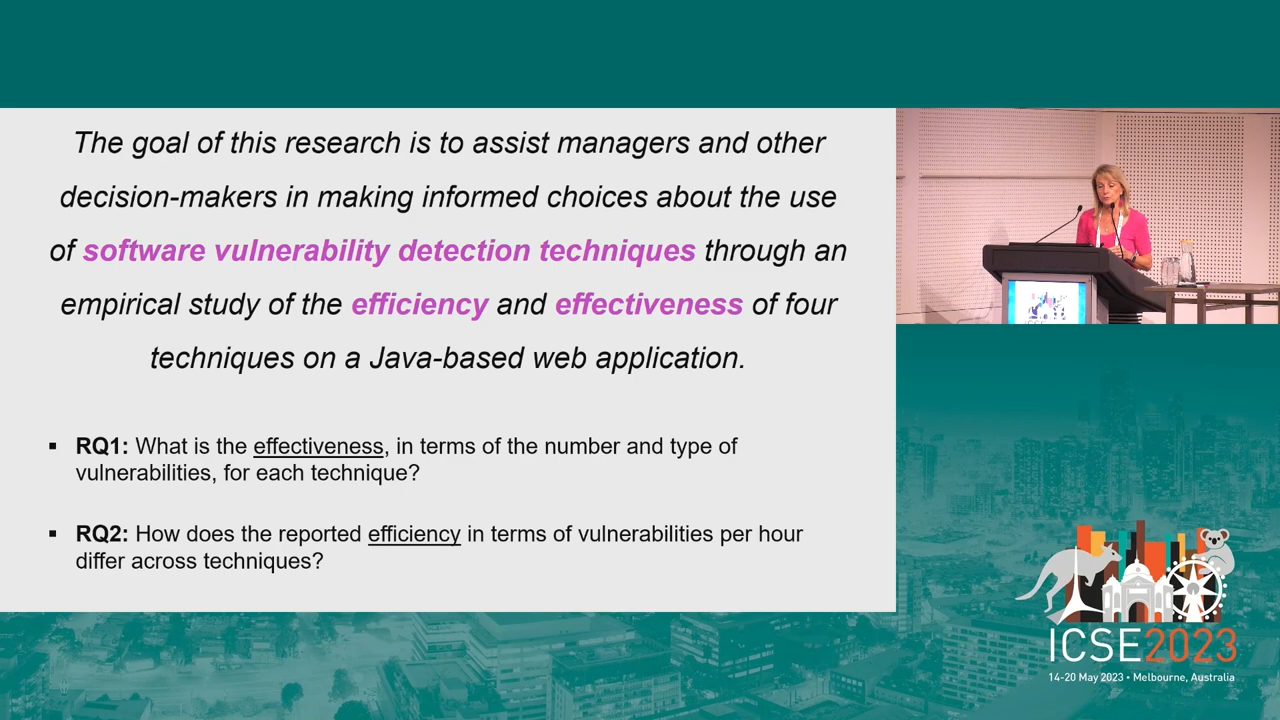 The goal of this research is to assist managers and other
decision-makers in making informed choices about the use
of software vulnerability detection techniques through an
empirical study of the efficiency and effectiveness of four
techniques on a Java-based web application.
▪ RQ1: What is the effectiveness, in terms of the number and type of
vulnerabilities, for each technique?
▪ RQ2: How does the reported efficiency in terms of vulnerabilities per hour
differ across techniques?
ICSE
ICSE2023
14-20 May 2023 • Melbourne, Australia